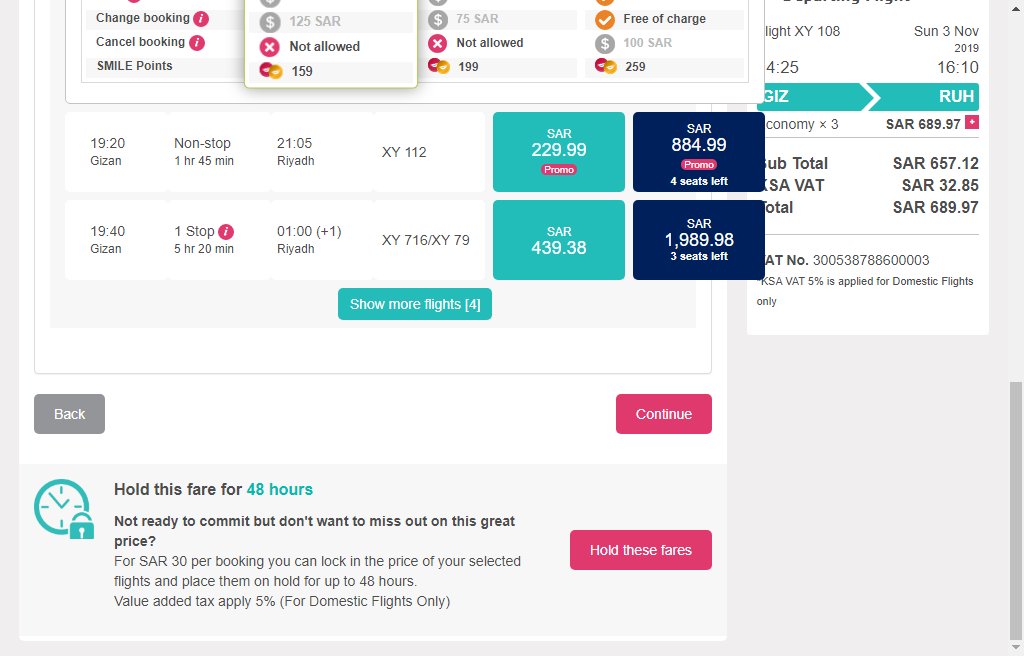 Change booking
125 SAR
75 SAR
Free of charge
Cancel booking
Not allowed
Not allowed
100 SAR
SMILE Points
159
199
259
19:20
Gizan
Non-stop
1 hr 45 min
21:05
Riyadh
XY 112
SAR
229.99
Promo
SAR
884.99
Promo
4 seats left
19:40
Gizan
1 Stop
5 hr 20 min
01:00 (+1)
Riyadh
XY 716/XY 79
SAR
439.38
SAR
1,989.98
3 seats left
Show more flights [4]
Back
Continue
Hold this fare for 48 hours
Not ready to commit but don't want to miss out on this great
price?
For SAR 30 per booking you can lock in the price of your selected
flights and place them on hold for up to 48 hours.
Value added tax apply 5% (For Domestic Flights Only)
Hold these fares
light XY 108
Sun 3 Nov
2019
4:25
16:10
GIZ
RUH
conomy × 3
SAR 689.97
ub Total
SAR 657.12
KSA VAT
SAR 32.85
otal
SAR 689.97
AT No. 300538788600003
*KSA VAT 5% is applied for Domestic Flights
only